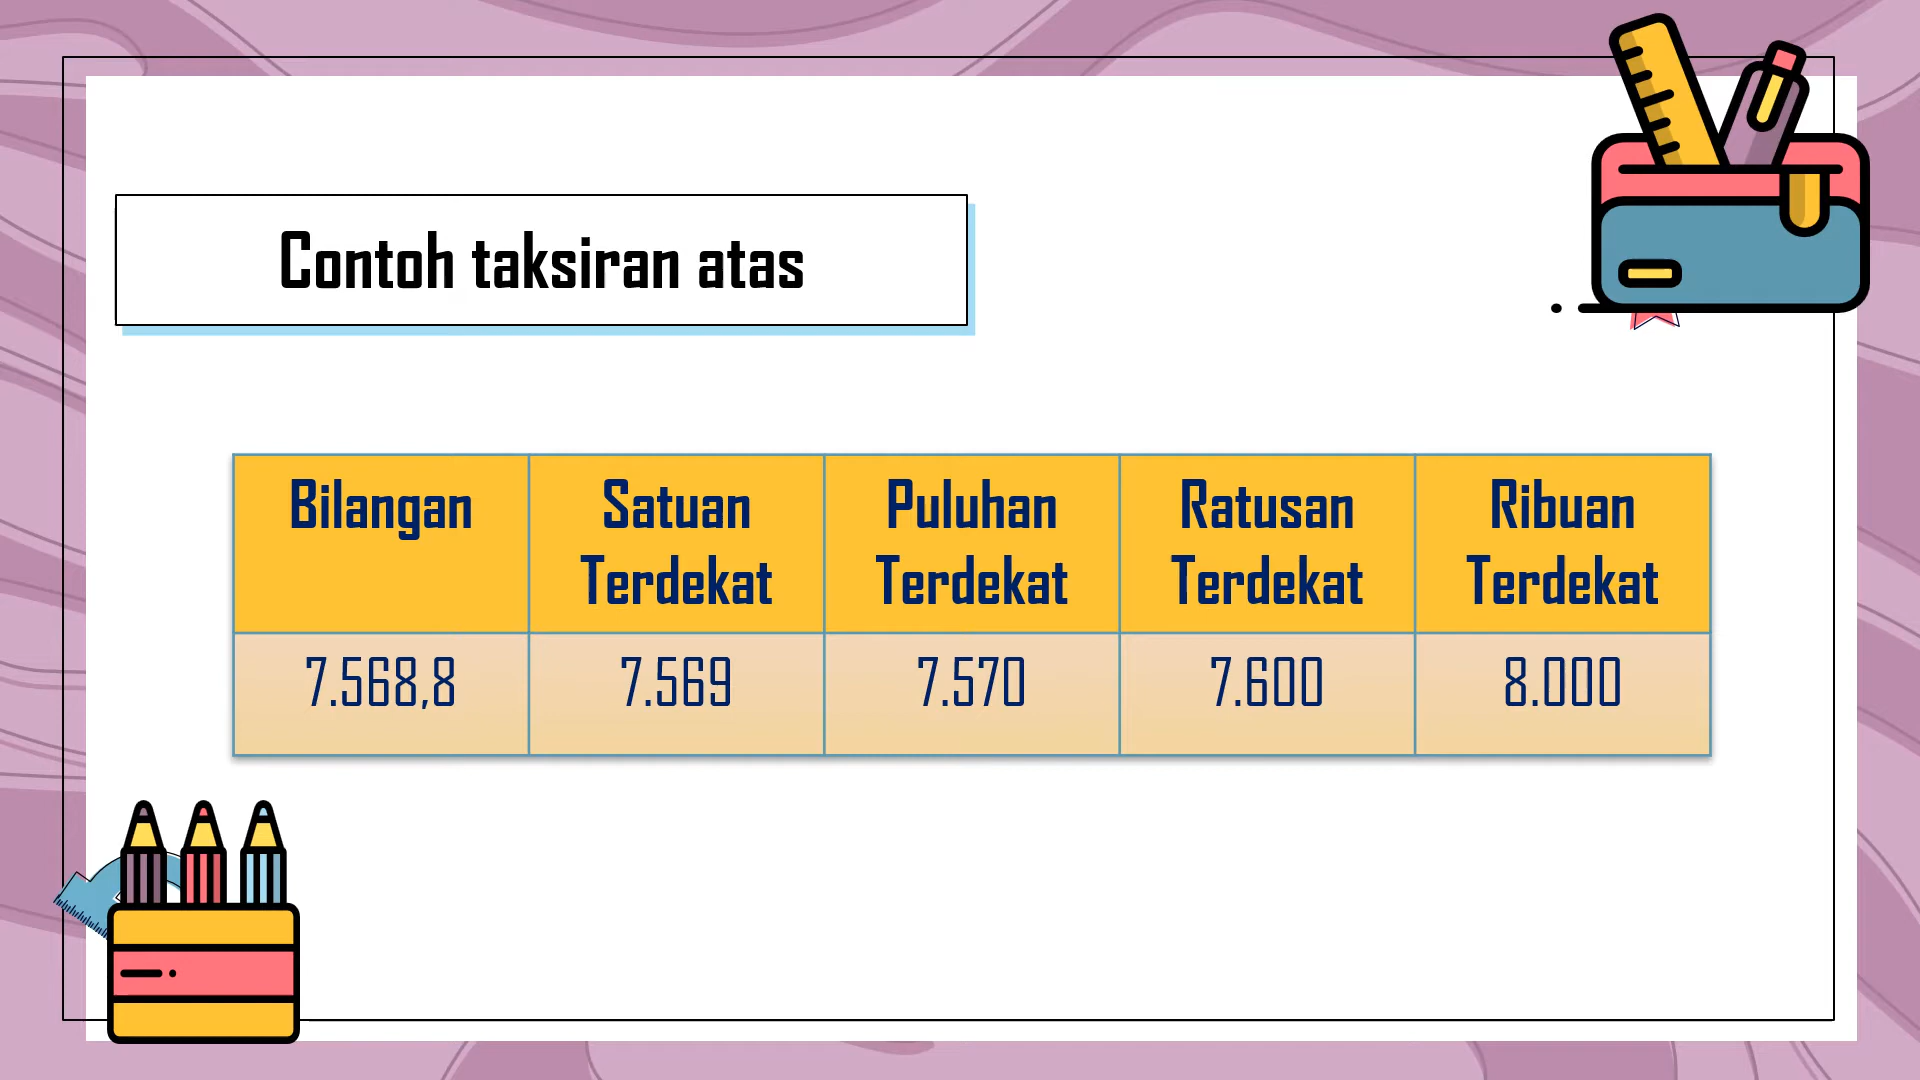 Contoh taksiran atas
Bilangan
Satuan
Terdekat
Puluhan
Terdekat
Ratusan
Terdekat
Ribuan
Terdekat
7.568,8
7.569
7.570
7.600
8.000